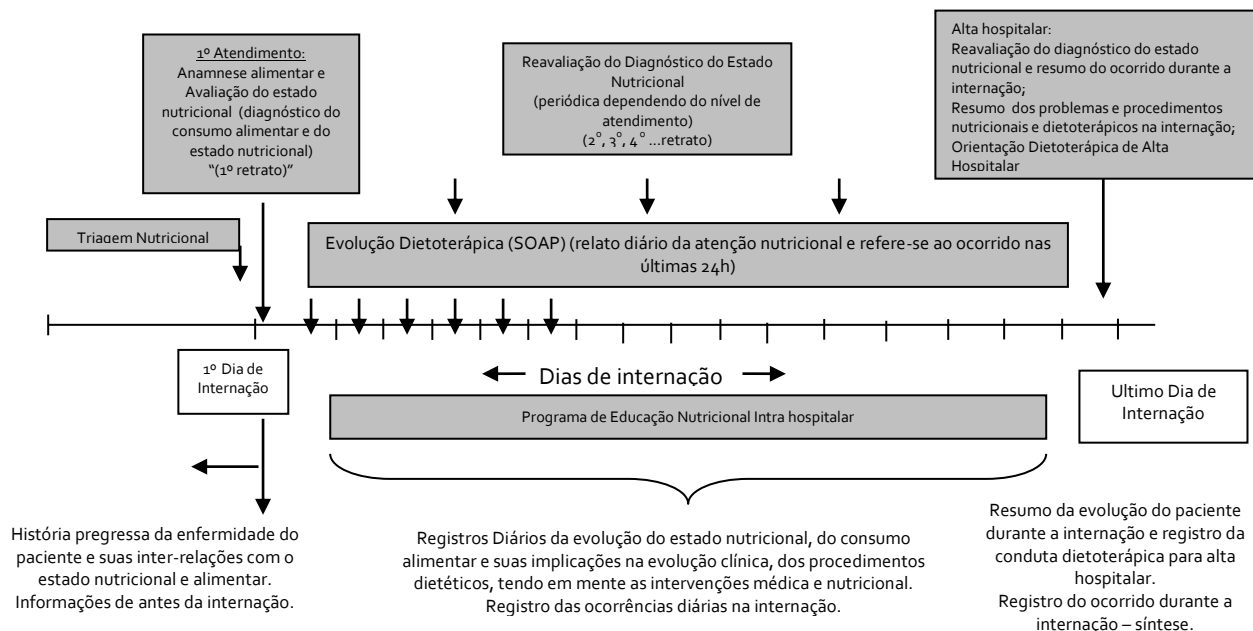 1º Atendimento:
Anamnese alimentar e
Avaliação do estado
nutricional (diagnóstico do
consumo alimentar e do
estado nutricional)
"(1º retrato)"
Reavaliação do Diagnóstico do Estado
Nutricional
(periódica dependendo do nível de
atendimento)
(2º, 3º, 4º ...retrato)
Alta hospitalar:
Reavaliação do diagnóstico do estado
nutricional e resumo do ocorrido durante a
internação;
Resumo dos problemas e procedimentos
nutricionais e dietoterápicos na internação;
Orientação Dietoterápica de Alta
Hospitalar
Triagem Nutricional
Evolução Dietoterápica (SOAP) (relato diário da atenção nutricional e refere-se ao ocorrido nas
últimas 24h)
1º Dia de
Internação
Dias de internação
Ultimo Dia de
Internação
Programa de Educação Nutricional Intra hospitalar
História pregressa da enfermidade do
paciente e suas inter-relações com o
estado nutricional e alimentar.
Informações de antes da internação.
Registros Diários da evolução do estado nutricional, do consumo
alimentar e suas implicações na evolução clínica, dos procedimentos
dietéticos, tendo em mente as intervenções médica e nutricional.
Registro das ocorrências diárias na internação.
Resumo da evolução do paciente
durante a internação e registro da
conduta dietoterápica para alta
hospitalar.
Registro do ocorrido durante a
internação – síntese.